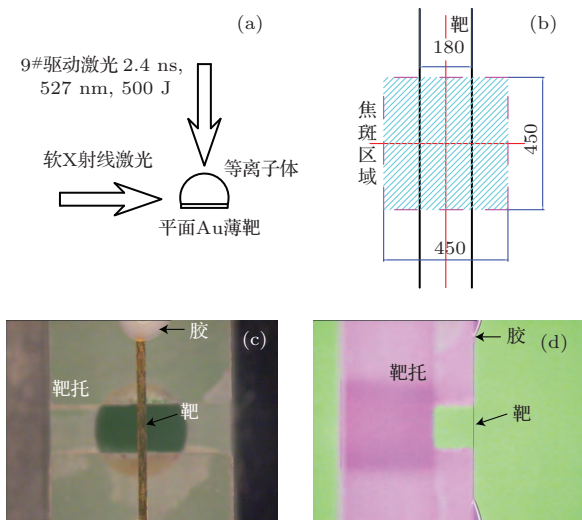 (a)
9#驱动激光 2.4 ns,
527 nm, 500 J
软X射线激光
等离子体
平面Au薄靶
(b)
靶
180
焦斑区域
450
450
(c)
胶
靶托
靶
(d)
胶
靶托
靶